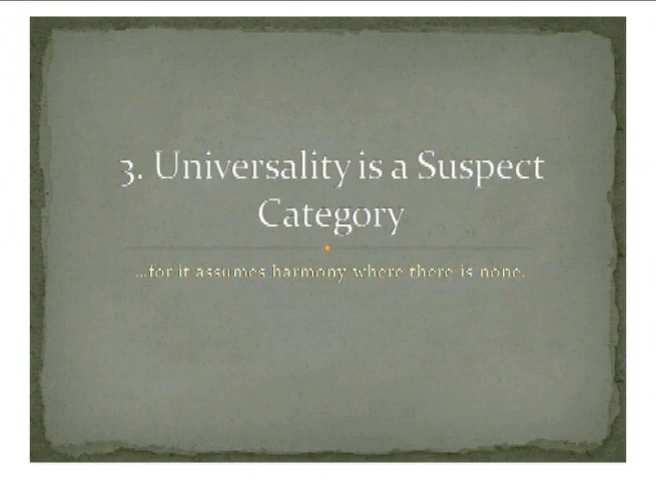 3. Universality is a Suspect
Category
...for it assumes harmony where there is none.